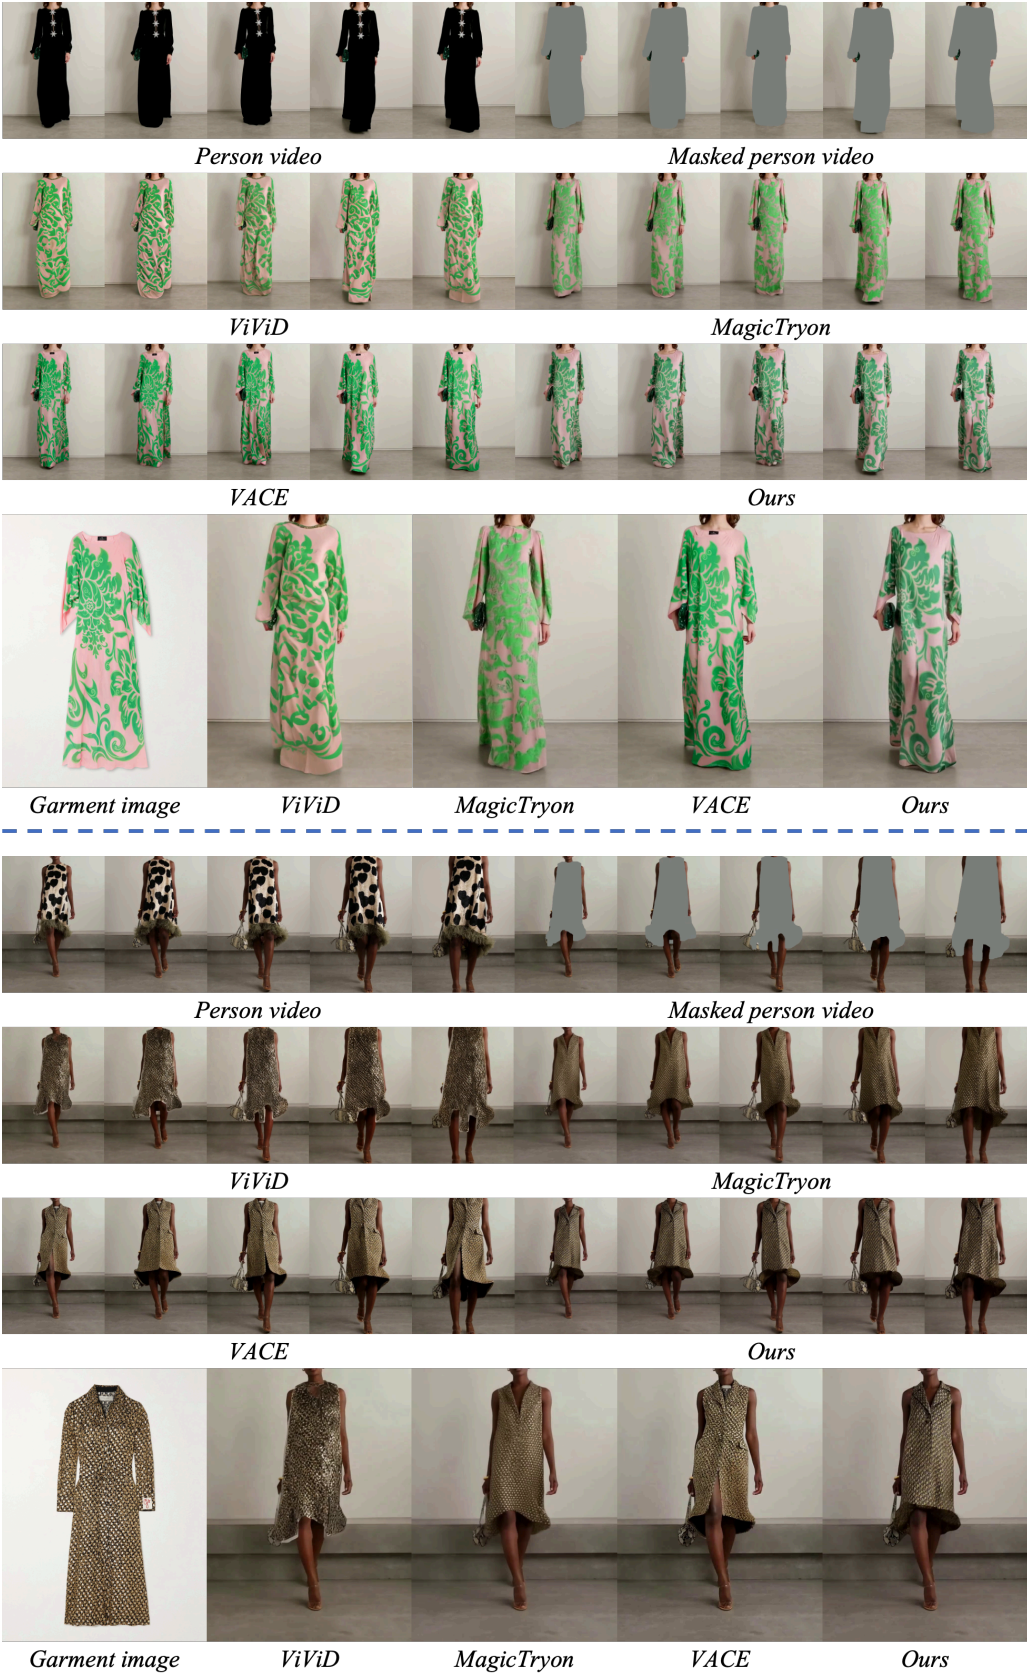 Person video Masked person video
ViViD MagicTryon
VACE Ours
Garment image ViViD MagicTryon VACE Ours
Person video Masked person video
ViViD MagicTryon
VACE Ours
Garment image ViViD MagicTryon VACE Ours